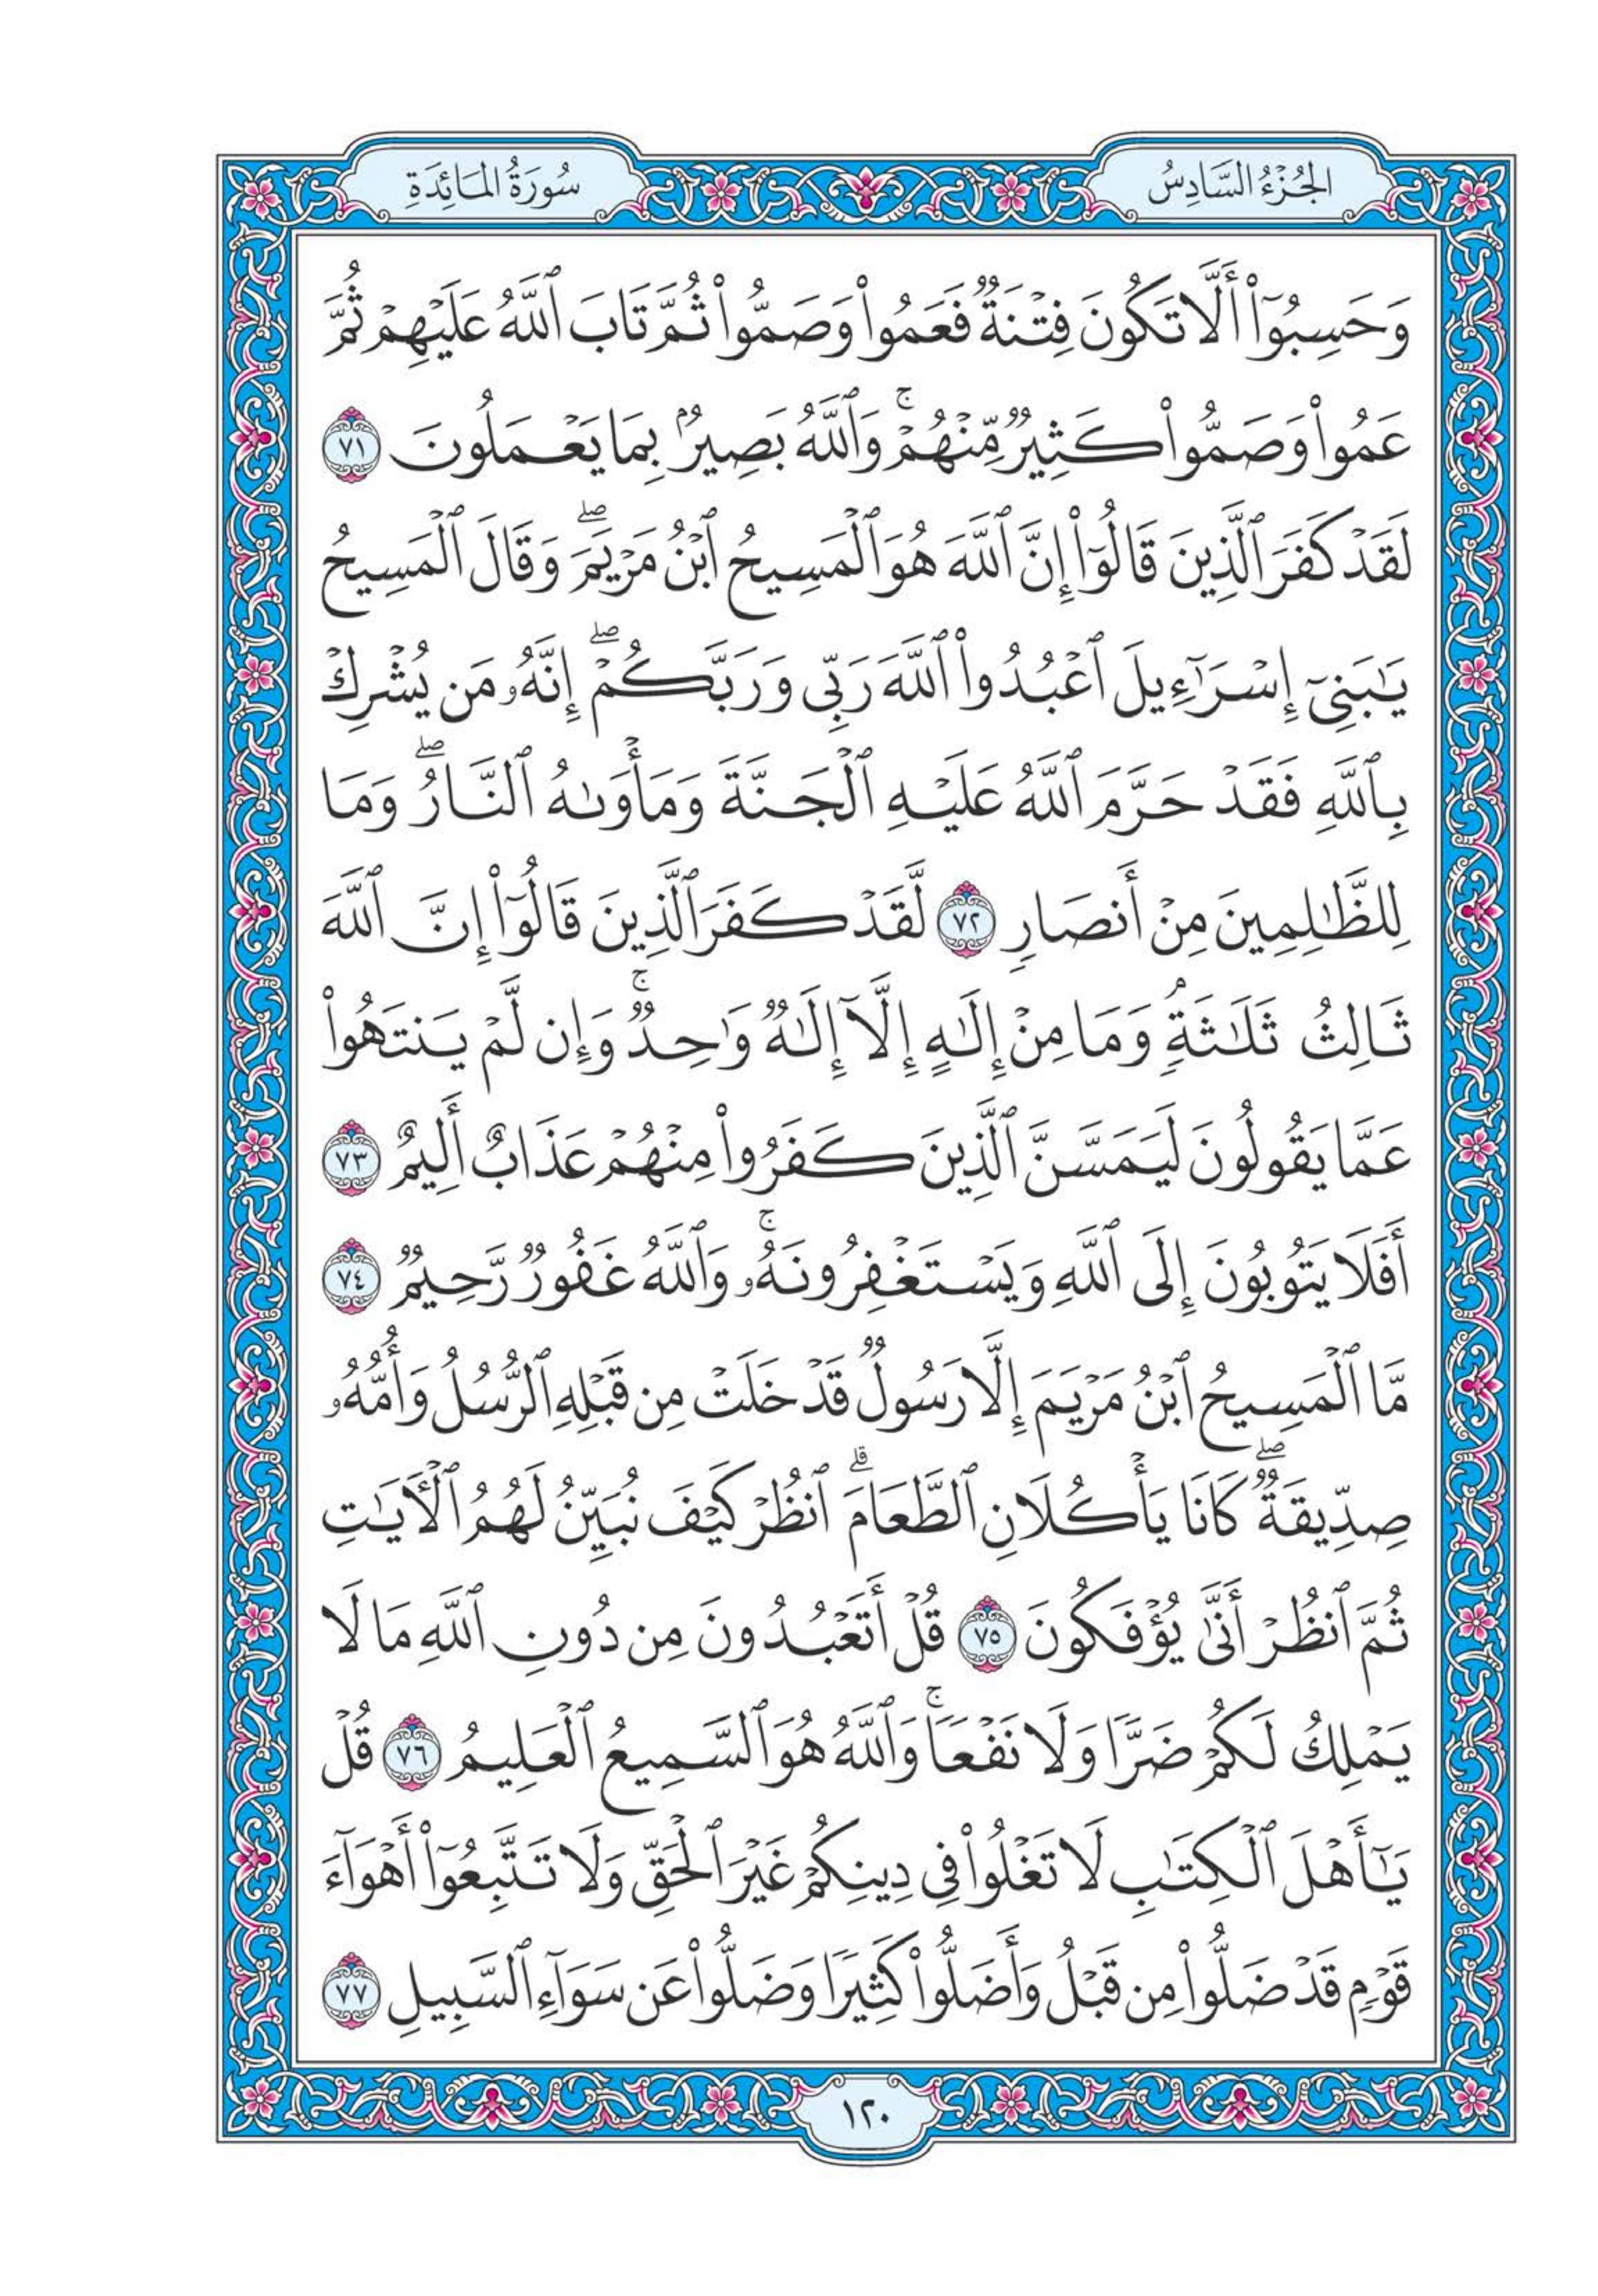 الجُزْءُ السَّادِسُ
سُورَةُ المَائِدَةِ
وَحَسِبُوٓاْ أَلَّا تَكُونَ فِتۡنَةٞ فَعَمُواْ وَصَمُّواْ ثُمَّ تَابَ ٱللَّهُ عَلَيۡهِمۡ ثُمَّ
عَمُواْ وَصَمُّواْ كَثِيرٞ مِّنۡهُمۡۚ وَٱللَّهُ بَصِيرُۢ بِمَا يَعۡمَلُونَ ٧١
لَقَدۡ كَفَرَ ٱلَّذِينَ قَالُوٓاْ إِنَّ ٱللَّهَ هُوَ ٱلۡمَسِيحُ ٱبۡنُ مَرۡيَمَۖ وَقَالَ ٱلۡمَسِيحُ
يَٰبَنِيٓ إِسۡرَٰٓءِيلَ ٱعۡبُدُواْ ٱللَّهَ رَبِّي وَرَبَّكُمۡۖ إِنَّهُۥ مَن يُشۡرِكۡ
بِٱللَّهِ فَقَدۡ حَرَّمَ ٱللَّهُ عَلَيۡهِ ٱلۡجَنَّةَ وَمَأۡوَىٰهُ ٱلنَّارُۖ وَمَا
لِلظَّٰلِمِينَ مِنۡ أَنصَارٖ ٧٢ لَّقَدۡ كَفَرَ ٱلَّذِينَ قَالُوٓاْ إِنَّ ٱللَّهَ
ثَالِثُ ثَلَٰثَةٖۘ وَمَا مِنۡ إِلَٰهٍ إِلَّآ إِلَٰهٞ وَٰحِدٞۚ وَإِن لَّمۡ يَنتَهُواْ
عَمَّا يَقُولُونَ لَيَمَسَّنَّ ٱلَّذِينَ كَفَرُواْ مِنۡهُمۡ عَذَابٌ أَلِيمٌ ٧٣
أَفَلَا يَتُوبُونَ إِلَى ٱللَّهِ وَيَسۡتَغۡفِرُونَهُۥۚ وَٱللَّهُ غَفُورٞ رَّحِيمٞ ٧٤
مَّا ٱلۡمَسِيحُ ٱبۡنُ مَرۡيَمَ إِلَّا رَسُولٞ قَدۡ خَلَتۡ مِن قَبۡلِهِ ٱلرُّسُلُ وَأُمُّهُۥ
صِدِّيقَةٞۖ كَانَا يَأۡكُلَانِ ٱلطَّعَامَۗ ٱنظُرۡ كَيۡفَ نُبَيِّنُ لَهُمُ ٱلۡأٓيَٰتِ
ثُمَّ ٱنظُرۡ أَنَّىٰ يُؤۡفَكُونَ ٧٥ قُلۡ أَتَعۡبُدُونَ مِن دُونِ ٱللَّهِ مَا لَا
يَمۡلِكُ لَكُمۡ ضَرّٗا وَلَا نَفۡعٗاۚ وَٱللَّهُ هُوَ ٱلسَّمِيعُ ٱلۡعَلِيمُ ٧٦ قُلۡ
يَٰٓأَهۡلَ ٱلۡكِتَٰبِ لَا تَغۡلُواْ فِي دِينِكُمۡ غَيۡرَ ٱلۡحَقِّ وَلَا تَتَّبِعُوٓاْ أَهۡوَآءَ
قَوۡمٖ قَدۡ ضَلُّواْ مِن قَبۡلُ وَأَضَلُّواْ كَثِيرٗا وَضَلُّواْ عَن سَوَآءِ ٱلسَّبِيلِ ٧٧
١٢٠